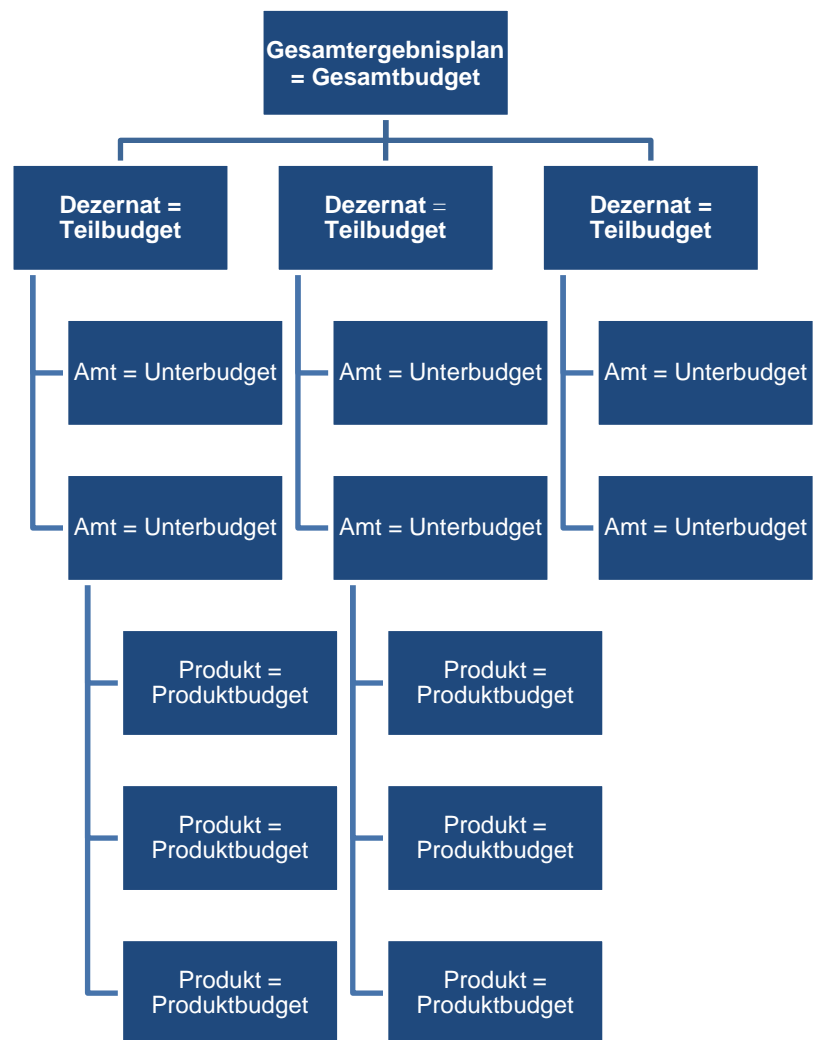 Gesamtergebnisplan
= Gesamtbudget
Dezernat =
Teilbudget
Dezernat =
Teilbudget
Dezernat =
Teilbudget
Amt = Unterbudget
Amt = Unterbudget
Amt = Unterbudget
Amt = Unterbudget
Amt = Unterbudget
Amt = Unterbudget
Produkt =
Produktbudget
Produkt =
Produktbudget
Produkt =
Produktbudget
Produkt =
Produktbudget
Produkt =
Produktbudget
Produkt =
Produktbudget